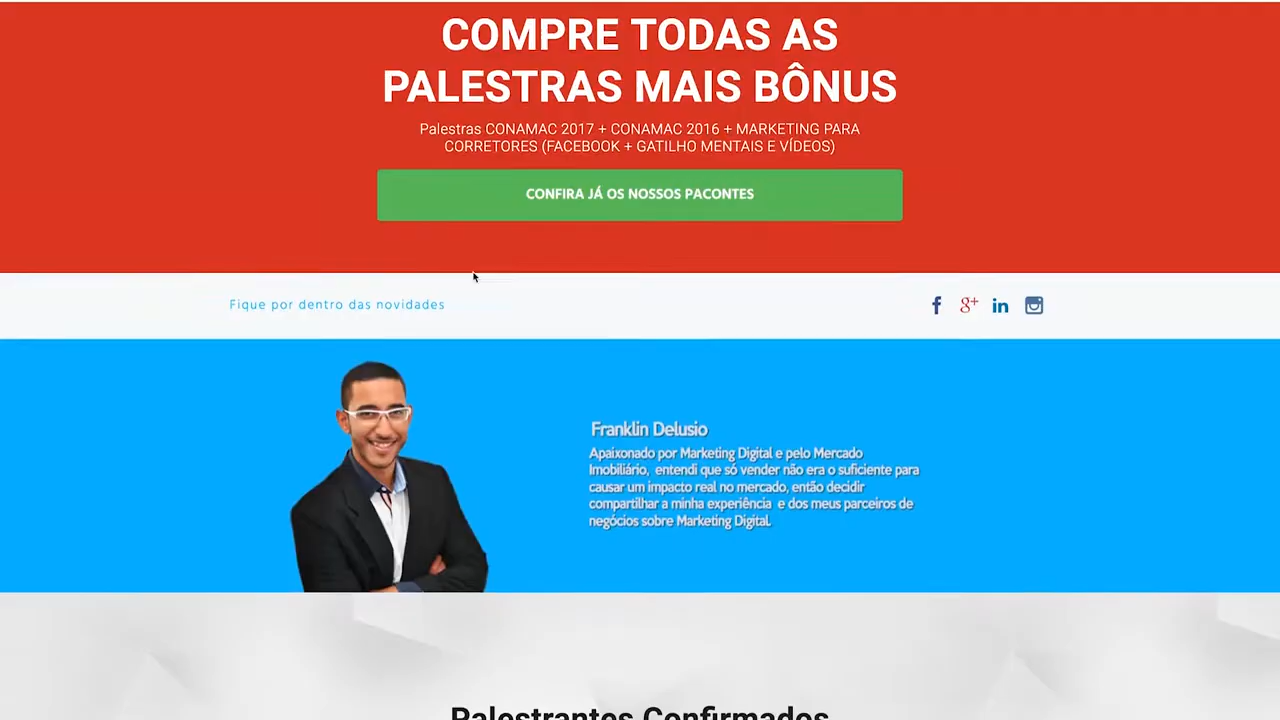 COMPRE TODAS AS
PALESTRAS MAIS BÔNUS
Palestras CONAMAC 2017 + CONAMAC 2016 + MARKETING PARA
CORRETORES (FACEBOOK + GATILHO MENTAIS E VÍDEOS)
CONFIRA JÁ OS NOSSOS PACONTES
Fique por dentro das novidades
Franklin Delusio
Apaixonado por Marketing Digital e pelo Mercado
Imobiliário, entendi que só vender não era o suficiente para
causar um impacto real no mercado, então decidir
compartilhar a minha experiência e dos meus parceiros de
negócios sobre Marketing Digital.
Palestrantes Confirmados